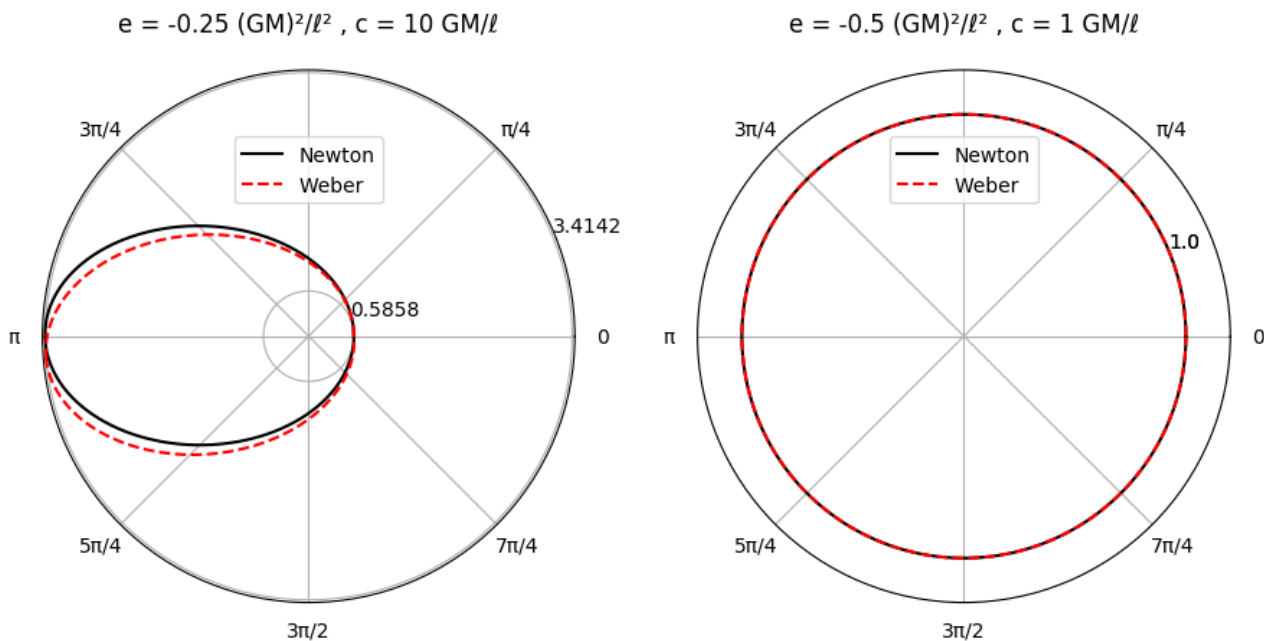 e = -0.25 (GM)²/ℓ² , c = 10 GM/ℓ
3π/4
π/4
Newton
Weber
3.4142
0.5858
π
0
5π/4
7π/4
3π/2
e = -0.5 (GM)²/ℓ² , c = 1 GM/ℓ
3π/4
π/4
Newton
Weber
1.0
π
0
5π/4
7π/4
3π/2